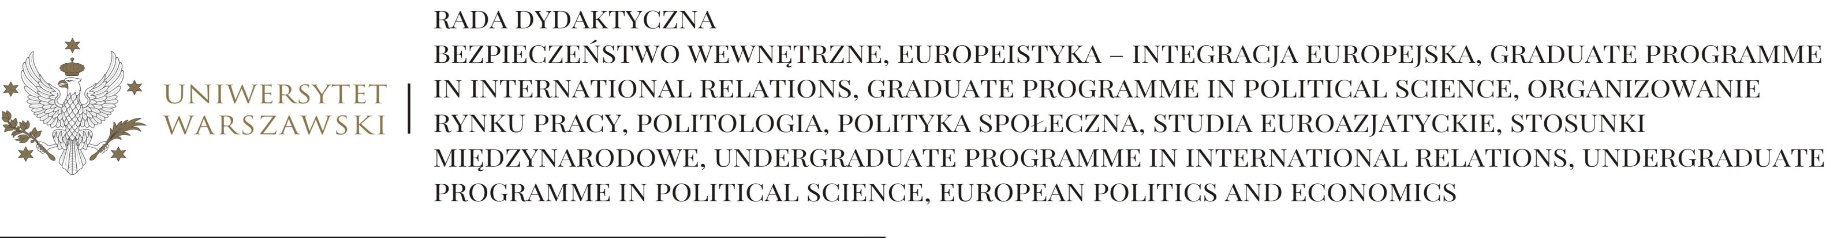 UNIWERSYTET
WARSZAWSKI
RADA DYDAKTYCZNA
BEZPIECZEŃSTWO WEWNĘTRZNE, EUROPEISTYKA – INTEGRACJA EUROPEJSKA, GRADUATE PROGRAMME
IN INTERNATIONAL RELATIONS, GRADUATE PROGRAMME IN POLITICAL SCIENCE, ORGANIZOWANIE
RYNKU PRACY, POLITOLOGIA, POLITYKA SPOŁECZNA, STUDIA EUROAZJATYCKIE, STOSUNKI
MIĘDZYNARODOWE, UNDERGRADUATE PROGRAMME IN INTERNATIONAL RELATIONS, UNDERGRADUATE
PROGRAMME IN POLITICAL SCIENCE, EUROPEAN POLITICS AND ECONOMICS